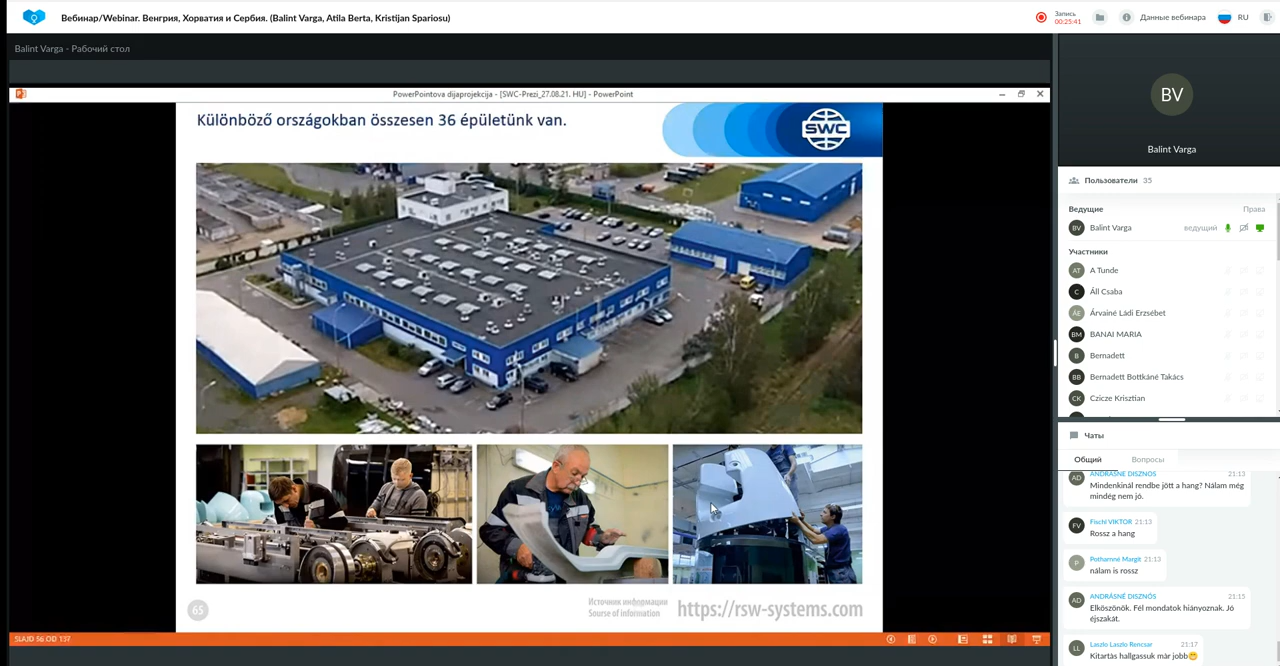 Вебинар/Webinar. Венгрия, Хорватия и Сербия. (Balint Varga, Atila Berta, Kristijan Spariosu)
Запись
00:25:41
Данные вебинара
RU
Balint Varga - Рабочий стол
PowerPointova dijaprojekcija - [SWC-Prezi_27.08.21. HU] - PowerPoint
Különböző országokban összesen 36 épületünk van.
SWC
65
Источник информации
Sourse of information
https://rsw-systems.com
SLAJD 56 OD 137
BV
Balint Varga
Пользователи 35
Ведущие
Права
BV Balint Varga ведущий
Участники
AT A Tunde
C Áll Csaba
ÁE Árvainé Ládi Erzsébet
BM BANAI MARIA
B Bernadett
BB Bernadett Bottkáné Takács
CK Czicze Krisztian
Чаты
Общий
Вопросы
AD ANDRÁSNÉ DISZNÓS 21:13
Mindenkinál rendbe jött a hang? Nálam még
mindég nem jó.
FV Fischl VIKTOR 21:13
Rossz a hang
P Potharnné Margit 21:13
nálam is rossz
AD ANDRÁSNÉ DISZNÓS 21:15
Elköszönök. Fél mondatok hiányoznak. Jó
éjszakát.
LL Laszlo Laszlo Rencsar 21:17
Kitartás hallgassuk már jobb😁